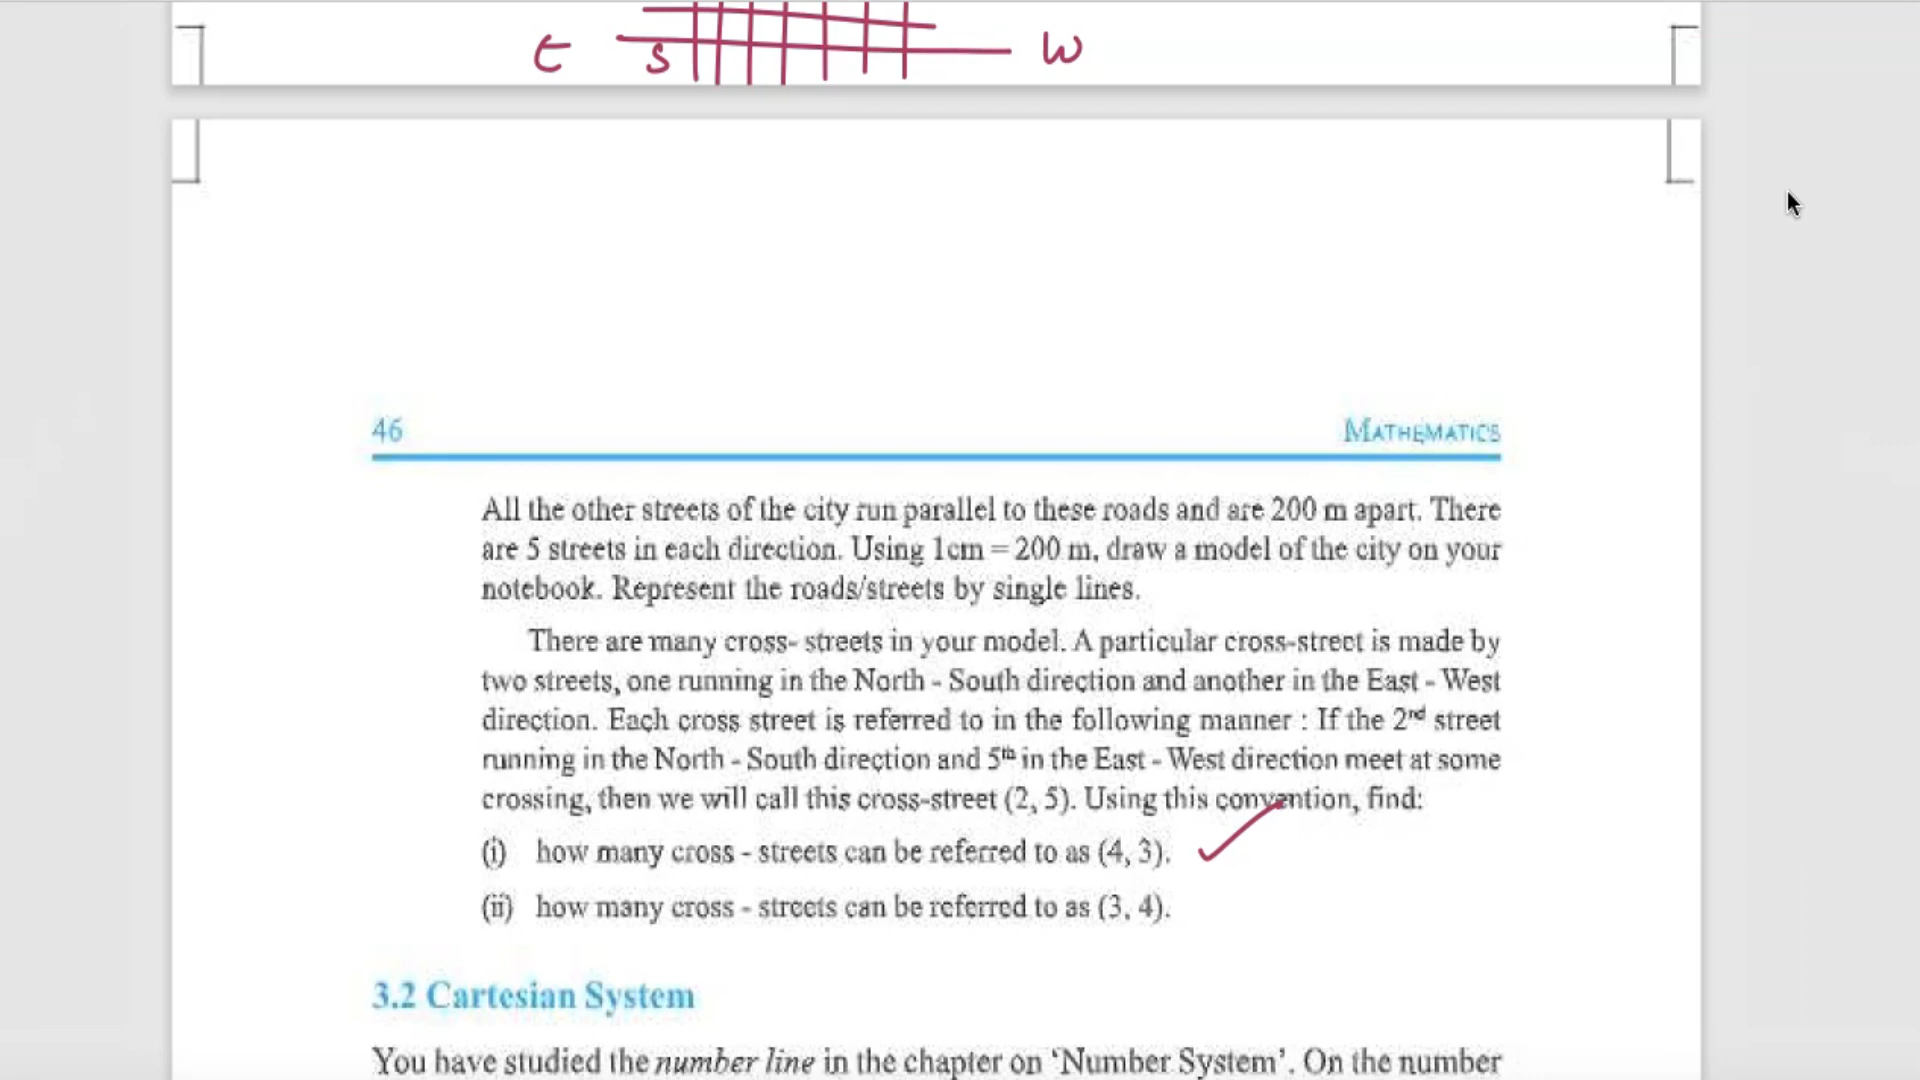 E S W
46 MATHEMATICS
All the other streets of the city run parallel to these roads and are 200 m apart. There
are 5 streets in each direction. Using 1cm = 200 m, draw a model of the city on your
notebook. Represent the roads/streets by single lines.
There are many cross- streets in your model. A particular cross-street is made by
two streets, one running in the North - South direction and another in the East - West
direction. Each cross street is referred to in the following manner : If the 2nd street
running in the North - South direction and 5th in the East - West direction meet at some
crossing, then we will call this cross-street (2, 5). Using this convention, find:
(i) how many cross - streets can be referred to as (4, 3).
(ii) how many cross - streets can be referred to as (3, 4).
3.2 Cartesian System
You have studied the number line in the chapter on ‘Number System’. On the number